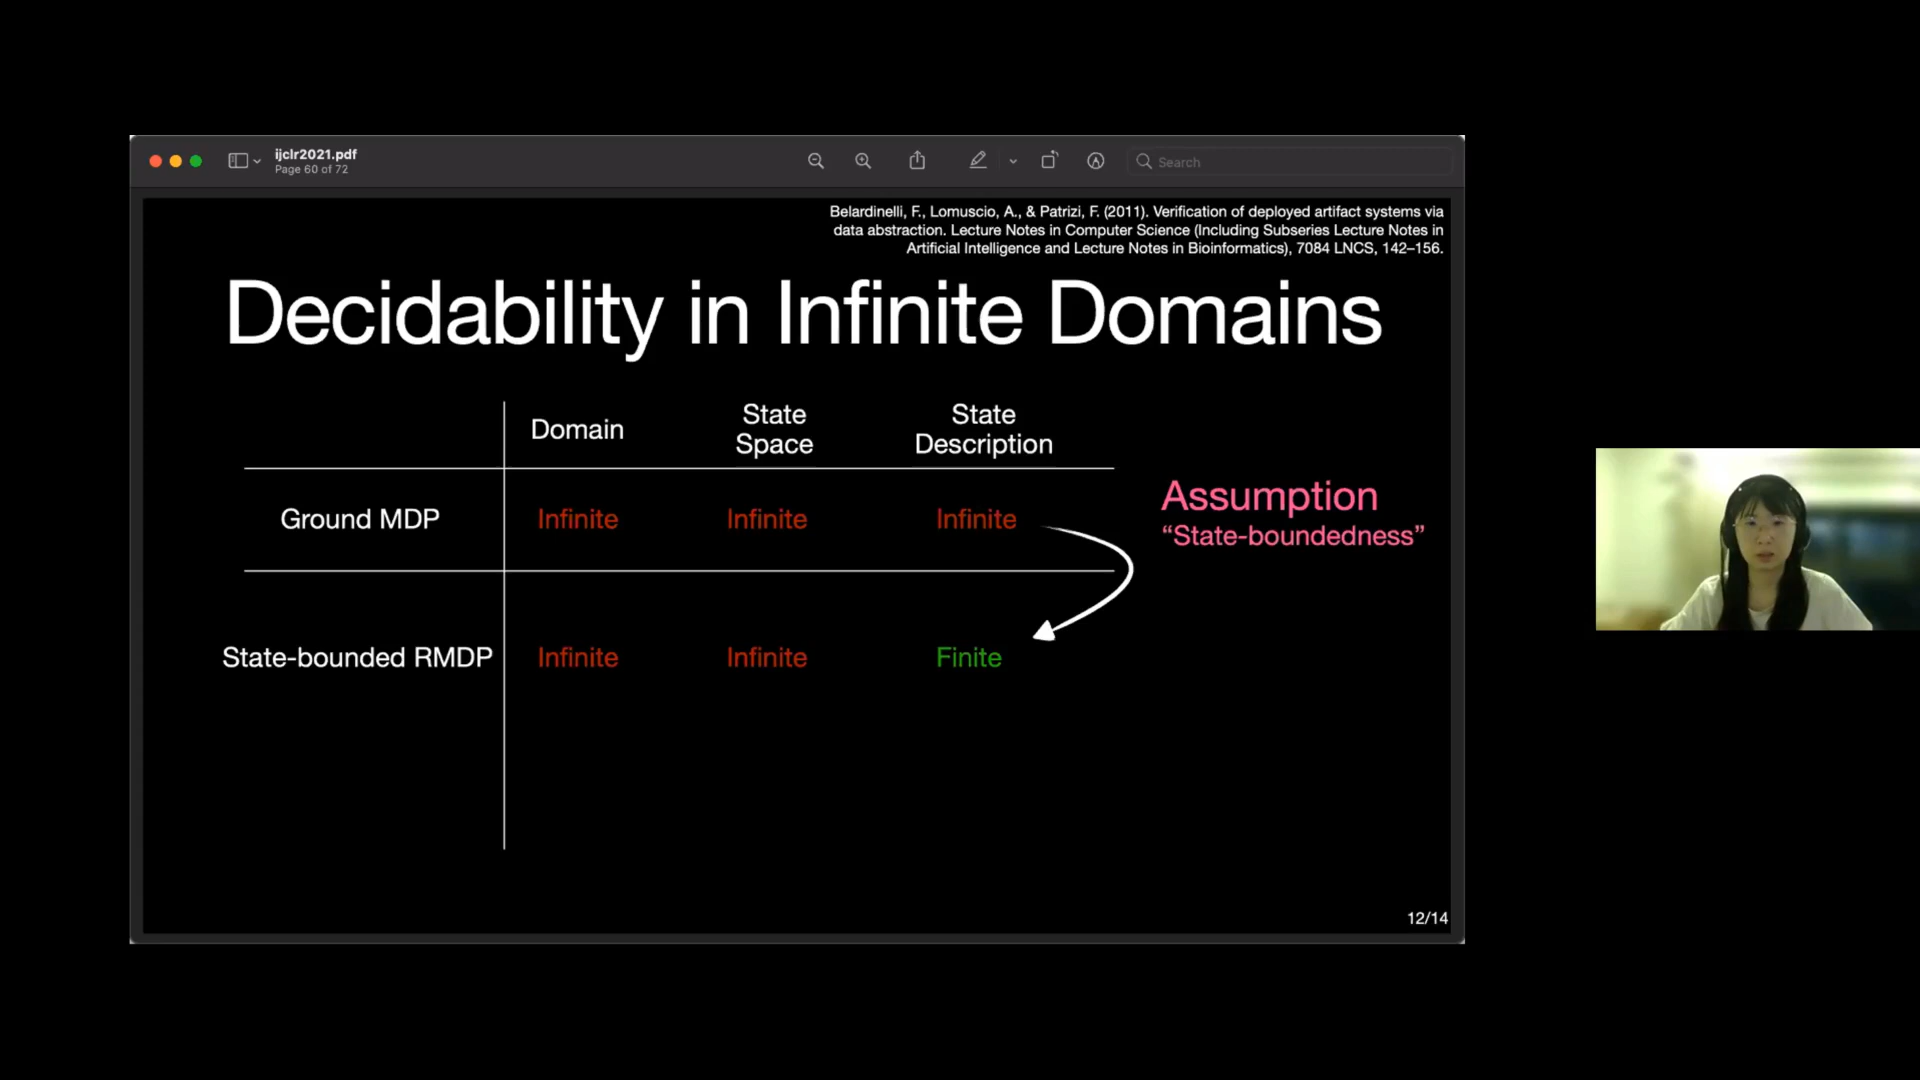 ijclr2021.pdf
Page 60 of 72
Search
Belardinelli, F., Lomuscio, A., & Patrizi, F. (2011). Verification of deployed artifact systems via
data abstraction. Lecture Notes in Computer Science (Including Subseries Lecture Notes in
Artificial Intelligence and Lecture Notes in Bioinformatics), 7084 LNCS, 142–156.
Decidability in Infinite Domains
Domain
State
Space
State
Description
Ground MDP
Infinite
Infinite
Infinite
Assumption
“State-boundedness”
State-bounded RMDP
Infinite
Infinite
Finite
12/14